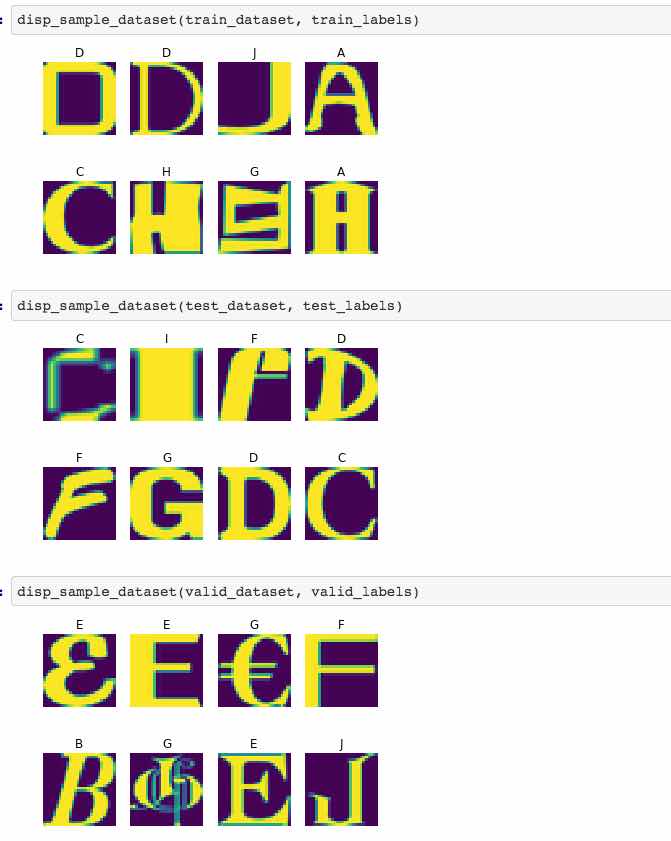 disp_sample_dataset(train_dataset, train_labels)
D D J A
D D J A
C H G A
C H G A
disp_sample_dataset(test_dataset, test_labels)
C I F D
C I F D
F G D C
F G D C
disp_sample_dataset(valid_dataset, valid_labels)
E E G F
E E € F
B G E J
B E J